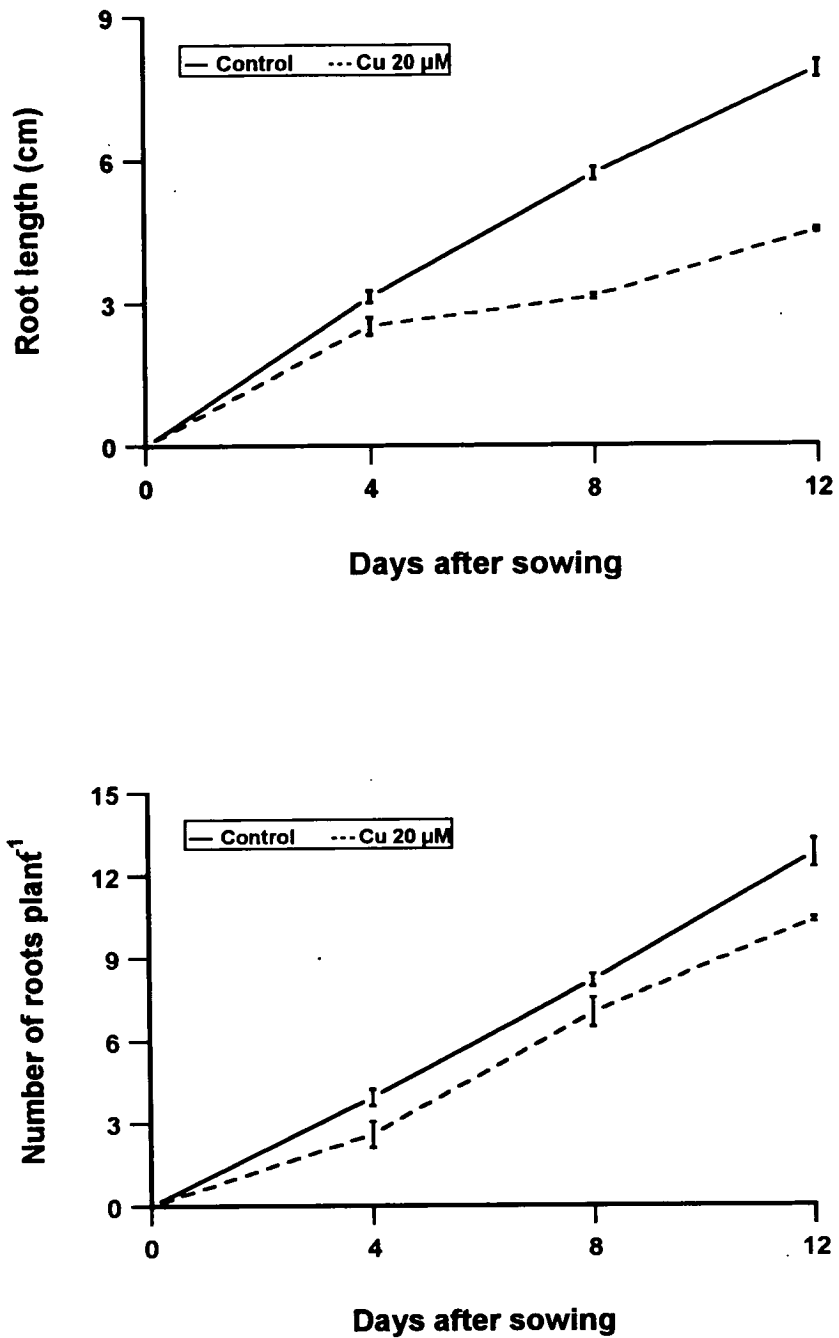 9
— Control --- Cu 20 µM
6
Root length (cm)
3
0
0 4 8 12
Days after sowing
15
— Control --- Cu 20 µM
12
9
Number of roots plant-1
6
3
0
0 4 8 12
Days after sowing